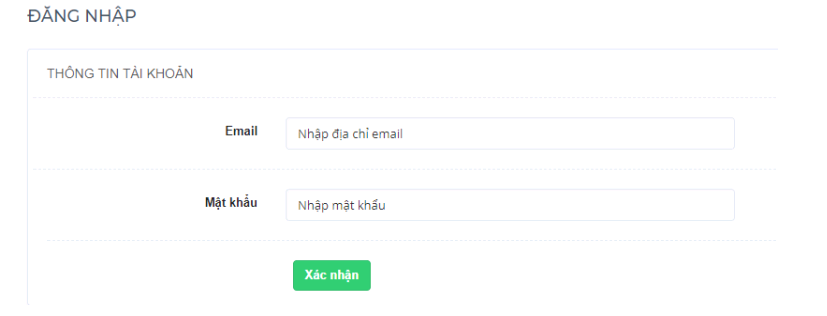 ĐĂNG NHẬP
THÔNG TIN TÀI KHOẢN
Email
Nhập địa chỉ email
Mật khẩu
Nhập mật khẩu
Xác nhận